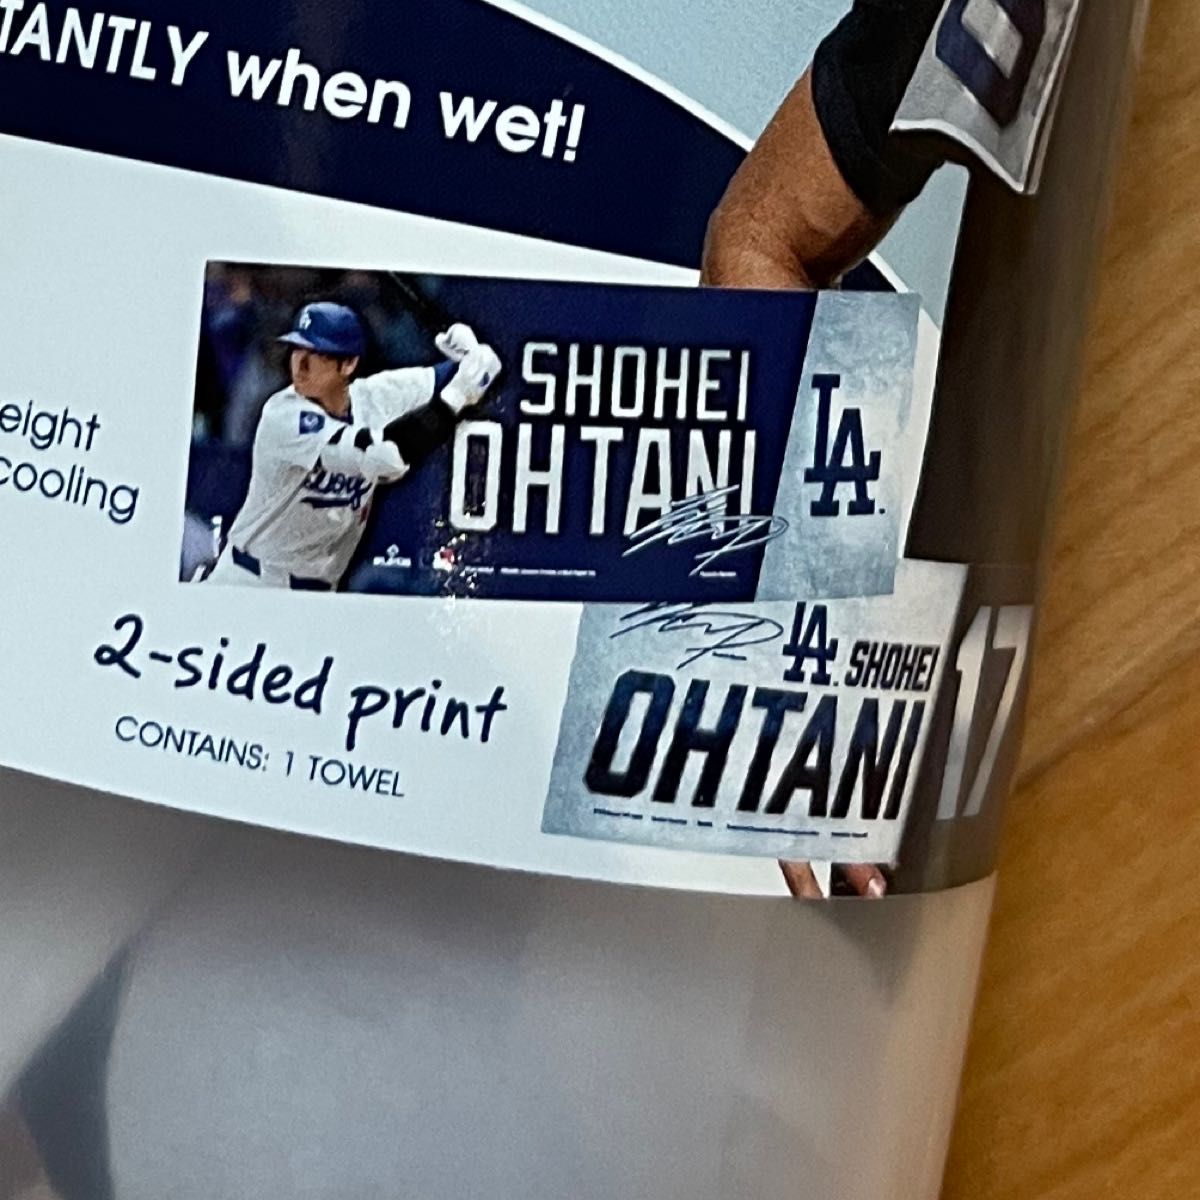 TANTLY when wet!
eight
cooling
SHOHEI
OHTANI
LA
2-sided print
CONTAINS: 1 TOWEL
LA SHOHEI
OHTANI
17